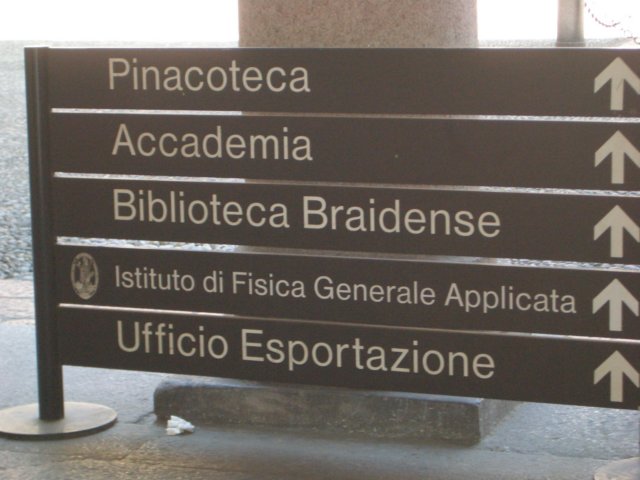 Pinacoteca
Accademia
Biblioteca Braidense
Istituto di Fisica Generale Applicata
Ufficio Esportazione